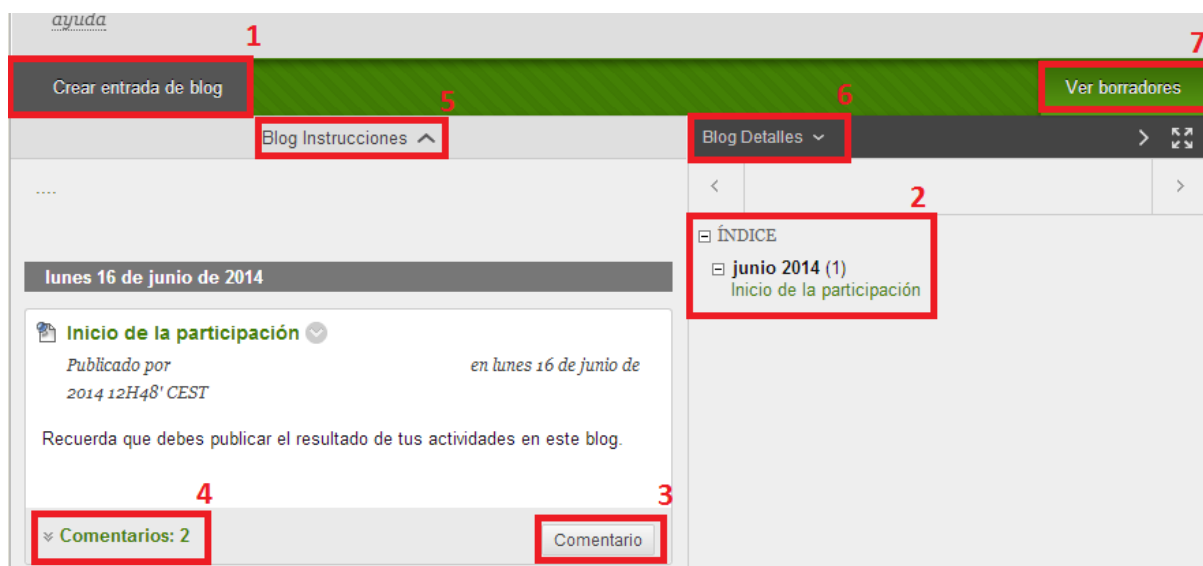 ayuda
1
7
Crear entrada de blog
Ver borradores
5
6
Blog Instrucciones
Blog Detalles
....
2
ÍNDICE
junio 2014 (1)
Inicio de la participación
lunes 16 de junio de 2014
Inicio de la participación
Publicado por en lunes 16 de junio de
2014 12H48' CEST
Recuerda que debes publicar el resultado de tus actividades en este blog.
4
3
Comentarios: 2
Comentario